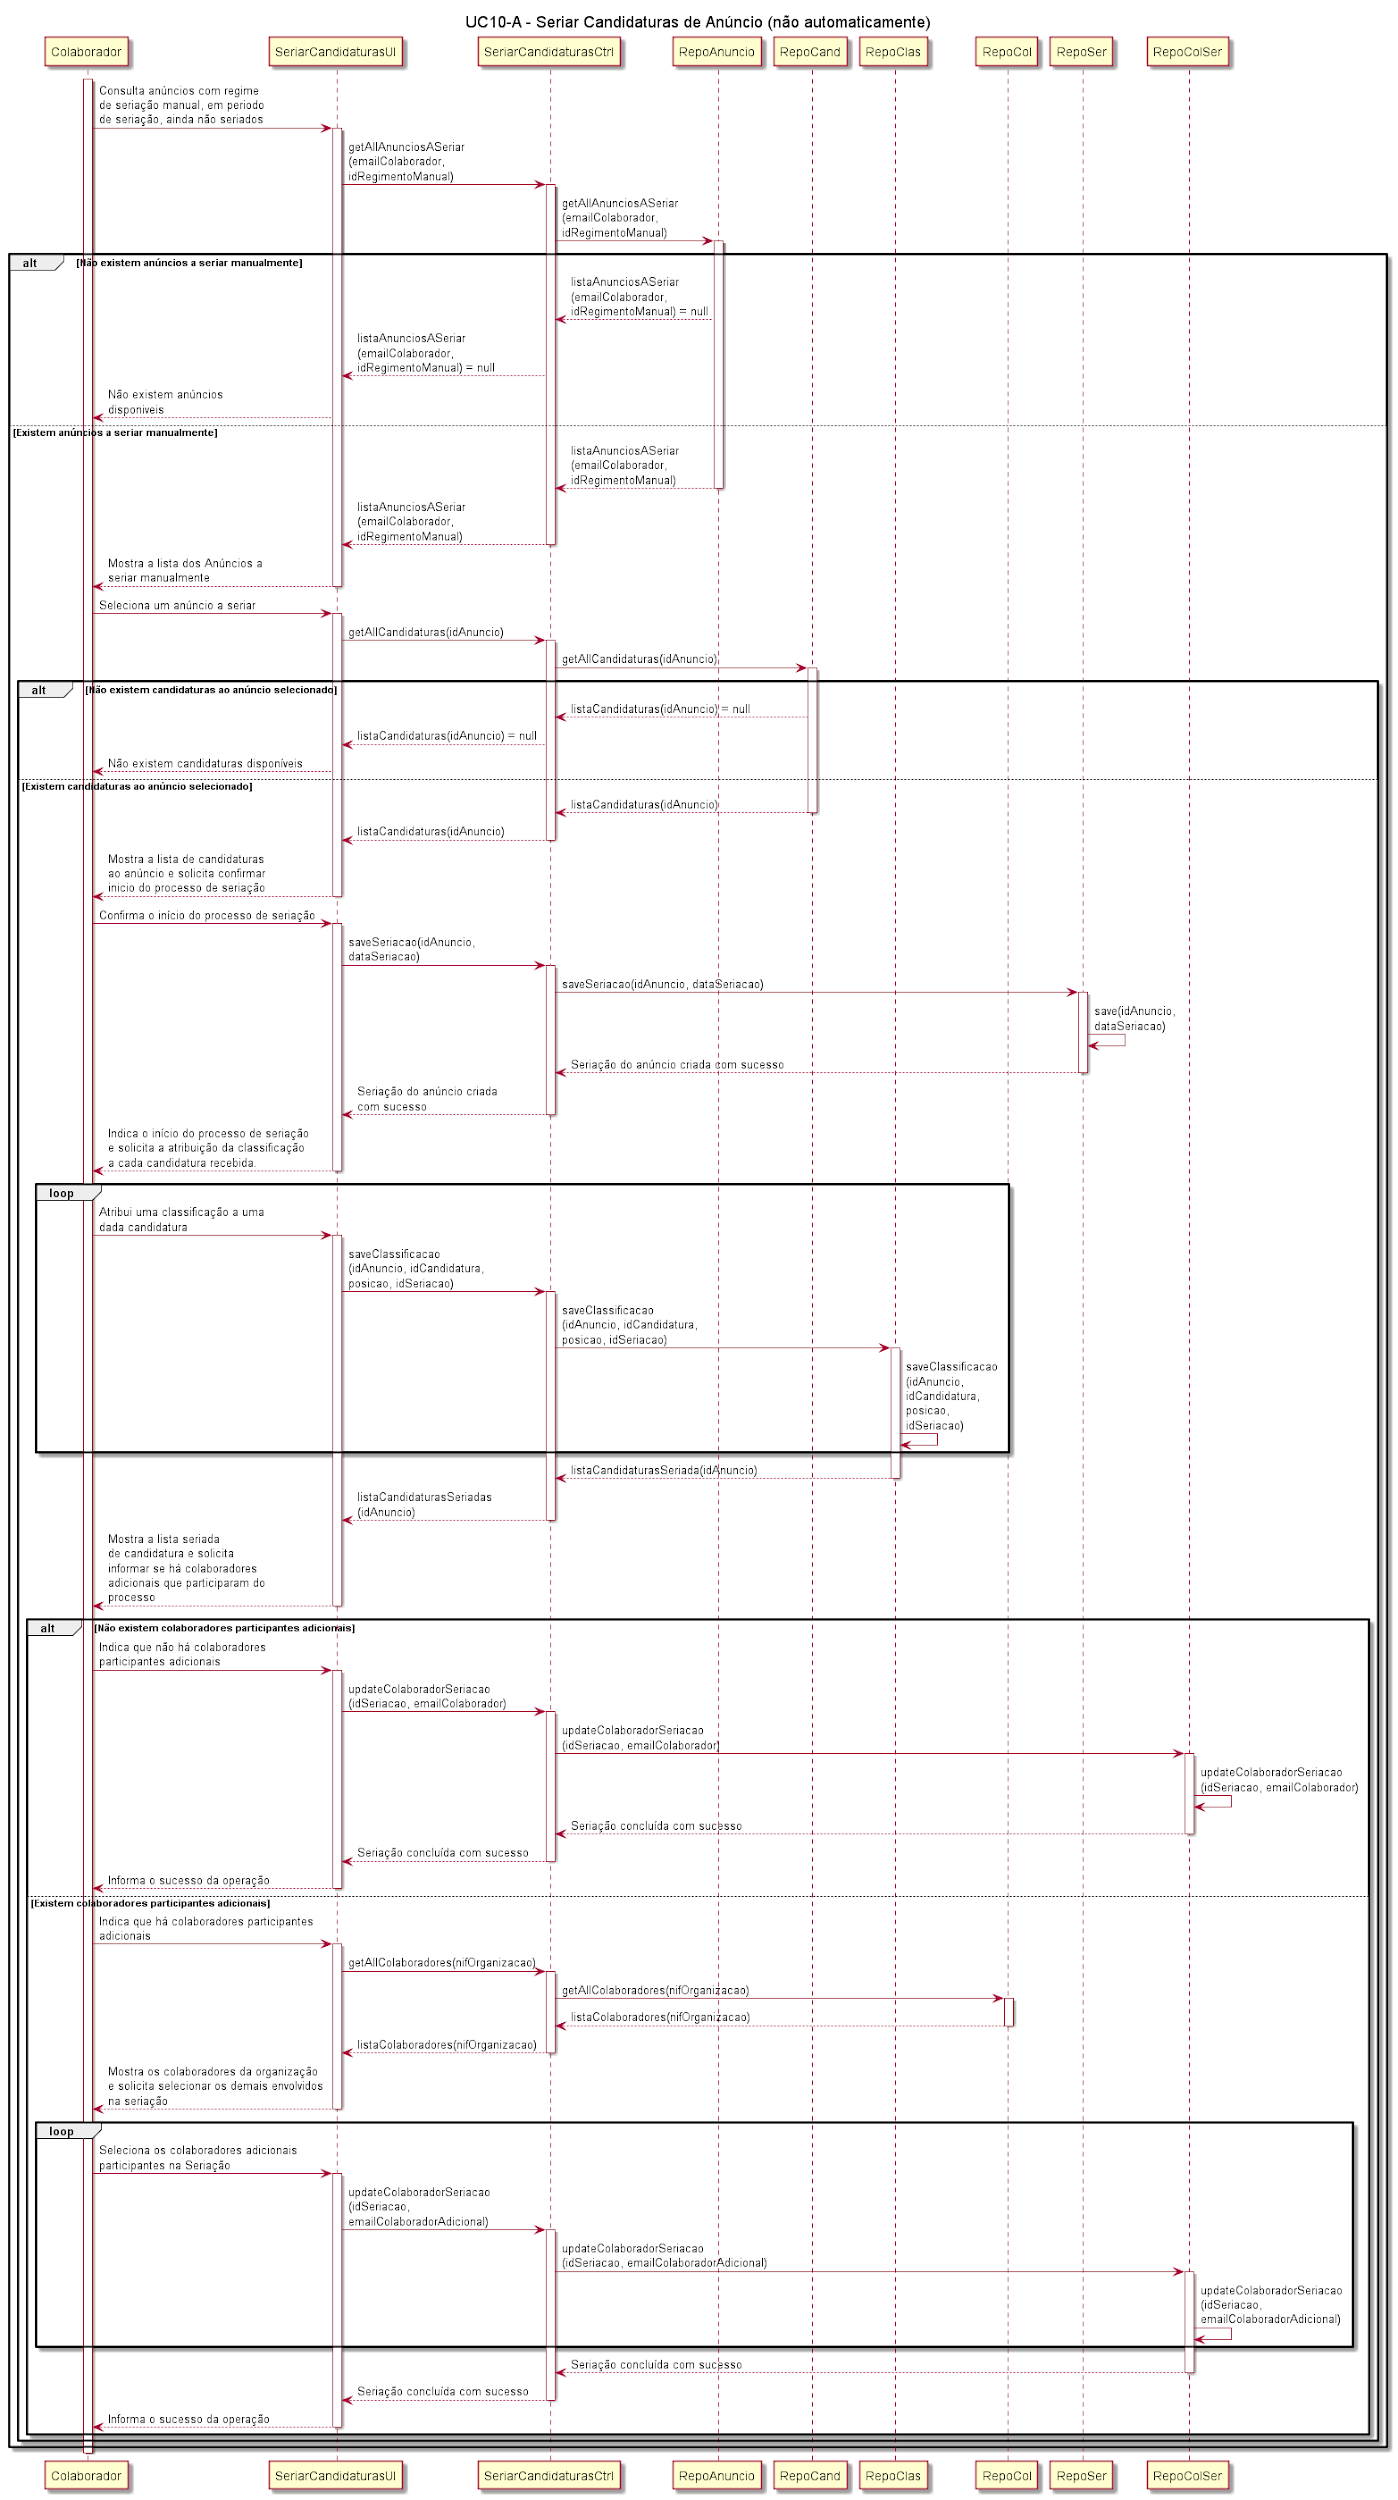 UC10-A - Seriar Candidaturas de Anúncio (não automaticamente)
Colaborador
SeriarCandidaturasUI
SeriarCandidaturasCtrl
RepoAnuncio
RepoCand
RepoClas
RepoCol
RepoSer
RepoColSer
Consulta anúncios com regime
de seriação manual, em periodo
de seriação, ainda não seriados
getAllAnunciosASeriar
(emailColaborador,
idRegimentoManual)
getAllAnunciosASeriar
(emailColaborador,
idRegimentoManual)
alt
[Não existem anúncios a seriar manualmente]
listaAnunciosASeriar
(emailColaborador,
idRegimentoManual) = null
listaAnunciosASeriar
(emailColaborador,
idRegimentoManual) = null
Não existem anúncios
disponiveis
[Existem anúncios a seriar manualmente]
listaAnunciosASeriar
(emailColaborador,
idRegimentoManual)
listaAnunciosASeriar
(emailColaborador,
idRegimentoManual)
Mostra a lista dos Anúncios a
seriar manualmente
Seleciona um anúncio a seriar
getAllCandidaturas(idAnuncio)
getAllCandidaturas(idAnuncio)
alt
[Não existem candidaturas ao anúncio selecionado]
listaCandidaturas(idAnuncio) = null
listaCandidaturas(idAnuncio) = null
Não existem candidaturas disponíveis
[Existem candidaturas ao anúncio selecionado]
listaCandidaturas(idAnuncio)
listaCandidaturas(idAnuncio)
Mostra a lista de candidaturas
ao anúncio e solicita confirmar
inicio do processo de seriação
Confirma o início do processo de seriação
saveSeriacao(idAnuncio,
dataSeriacao)
saveSeriacao(idAnuncio, dataSeriacao)
save(idAnuncio,
dataSeriacao)
Seriação do anúncio criada com sucesso
Seriação do anúncio criada
com sucesso
Indica o início do processo de seriação
e solicita a atribuição da classificação
a cada candidatura recebida.
loop
Atribui uma classificação a uma
dada candidatura
saveClassificacao
(idAnuncio, idCandidatura,
posicao, idSeriacao)
saveClassificacao
(idAnuncio, idCandidatura,
posicao, idSeriacao)
saveClassificacao
(idAnuncio,
idCandidatura,
posicao,
idSeriacao)
listaCandidaturasSeriada(idAnuncio)
listaCandidaturasSeriadas
(idAnuncio)
Mostra a lista seriada
de candidatura e solicita
informar se há colaboradores
adicionais que participaram do
processo
alt
[Não existem colaboradores participantes adicionais]
Indica que não há colaboradores
participantes adicionais
updateColaboradorSeriacao
(idSeriacao, emailColaborador)
updateColaboradorSeriacao
(idSeriacao, emailColaborador)
updateColaboradorSeriacao
(idSeriacao, emailColaborador)
Seriação concluída com sucesso
Seriação concluída com sucesso
Informa o sucesso da operação
[Existem colaboradores participantes adicionais]
Indica que há colaboradores participantes
adicionais
getAllColaboradores(nifOrganizacao)
getAllColaboradores(nifOrganizacao)
listaColaboradores(nifOrganizacao)
listaColaboradores(nifOrganizacao)
Mostra os colaboradores da organização
e solicita selecionar os demais envolvidos
na seriação
loop
Seleciona os colaboradores adicionais
participantes na Seriação
updateColaboradorSeriacao
(idSeriacao,
emailColaboradorAdicional)
updateColaboradorSeriacao
(idSeriacao, emailColaboradorAdicional)
updateColaboradorSeriacao
(idSeriacao,
emailColaboradorAdicional)
Seriação concluída com sucesso
Seriação concluída com sucesso
Informa o sucesso da operação
Colaborador
SeriarCandidaturasUI
SeriarCandidaturasCtrl
RepoAnuncio
RepoCand
RepoClas
RepoCol
RepoSer
RepoColSer